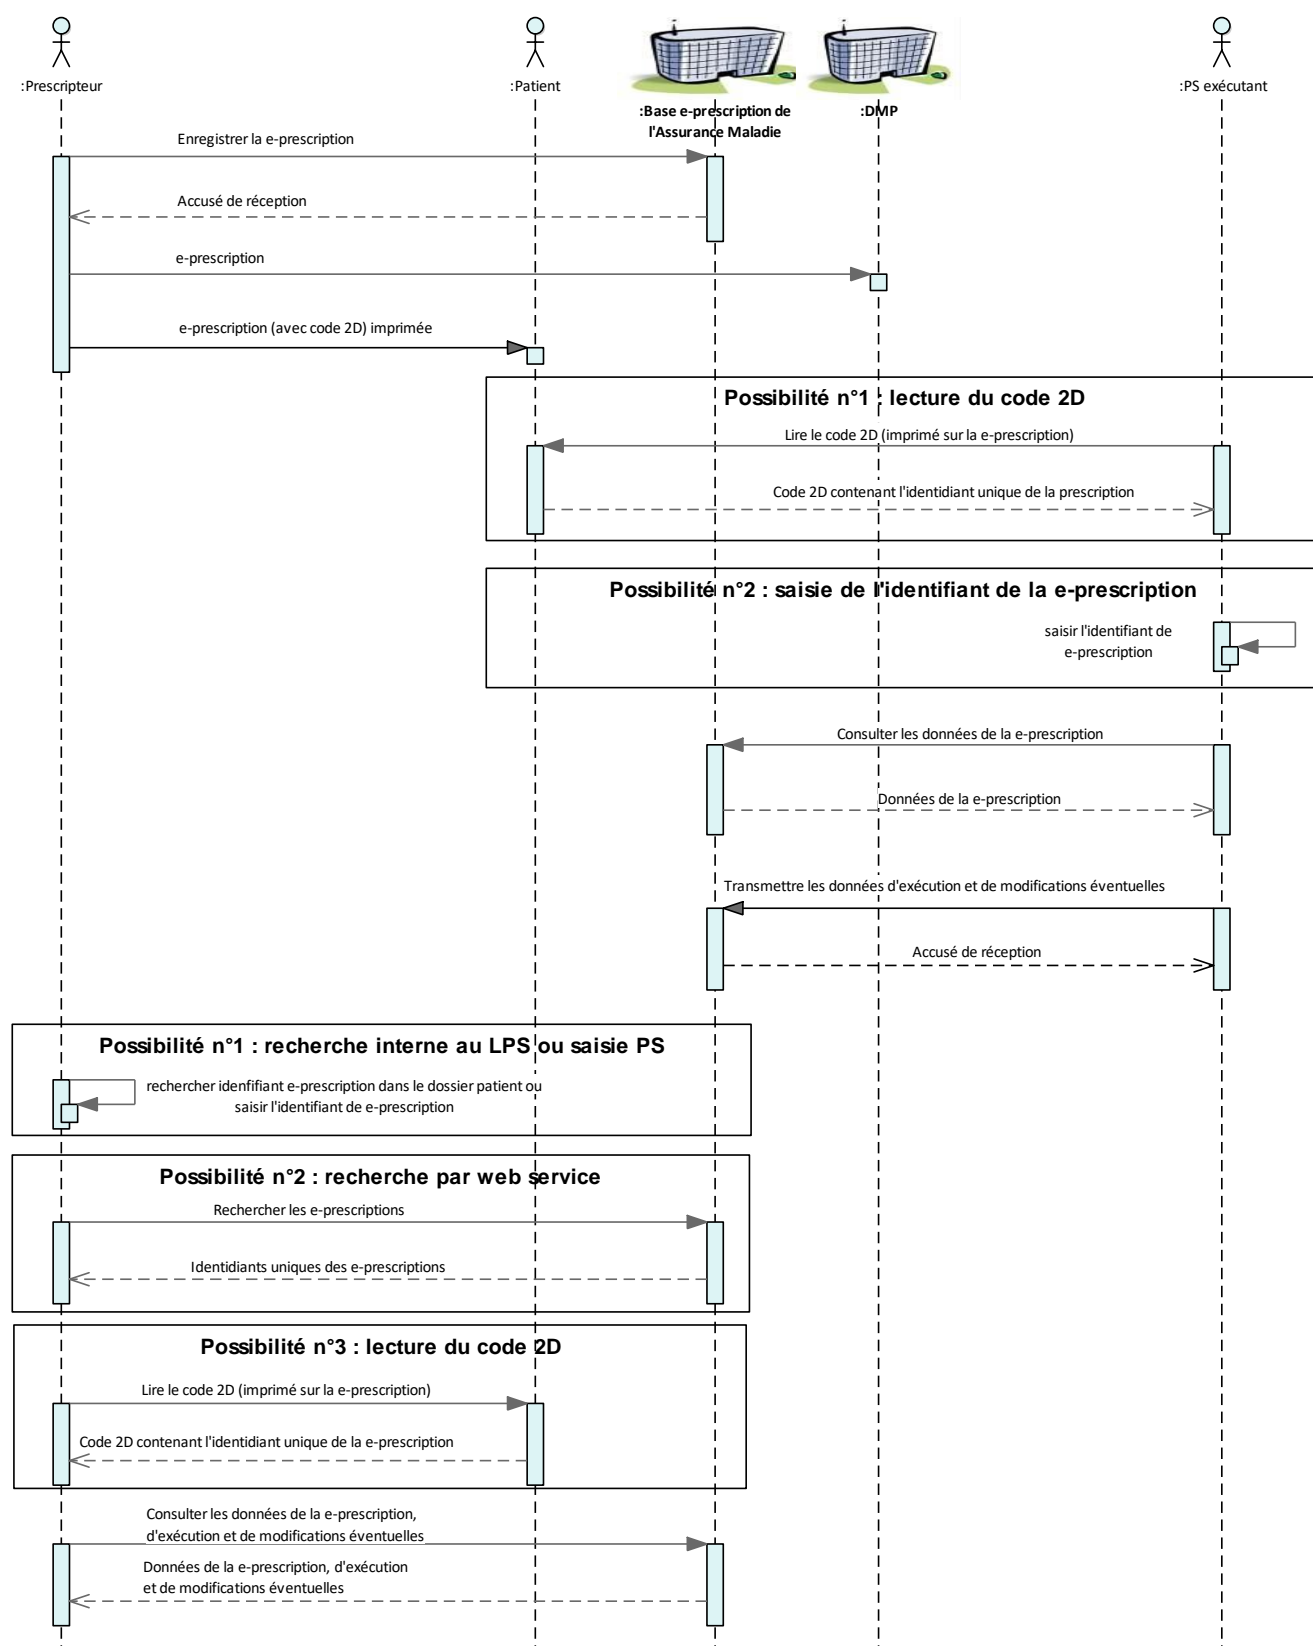 :Prescripteur
:Patient
:Base e-prescription de
l'Assurance Maladie
:DMP
:PS exécutant
Enregistrer la e-prescription
Accusé de réception
e-prescription
e-prescription (avec code 2D) imprimée
Possibilité n°1 : lecture du code 2D
Lire le code 2D (imprimé sur la e-prescription)
Code 2D contenant l'identidiant unique de la prescription
Possibilité n°2 : saisie de l'identifiant de la e-prescription
saisir l'identifiant de
e-prescription
Consulter les données de la e-prescription
Données de la e-prescription
Transmettre les données d'exécution et de modifications éventuelles
Accusé de réception
Possibilité n°1 : recherche interne au LPS ou saisie PS
rechercher idenfifiant e-prescription dans le dossier patient ou
saisir l'identifiant de e-prescription
Possibilité n°2 : recherche par web service
Rechercher les e-prescriptions
Identidiants uniques des e-prescriptions
Possibilité n°3 : lecture du code 2D
Lire le code 2D (imprimé sur la e-prescription)
Code 2D contenant l'identidiant unique de la e-prescription
Consulter les données de la e-prescription,
d'exécution et de modifications éventuelles
Données de la e-prescription, d'exécution
et de modifications éventuelles